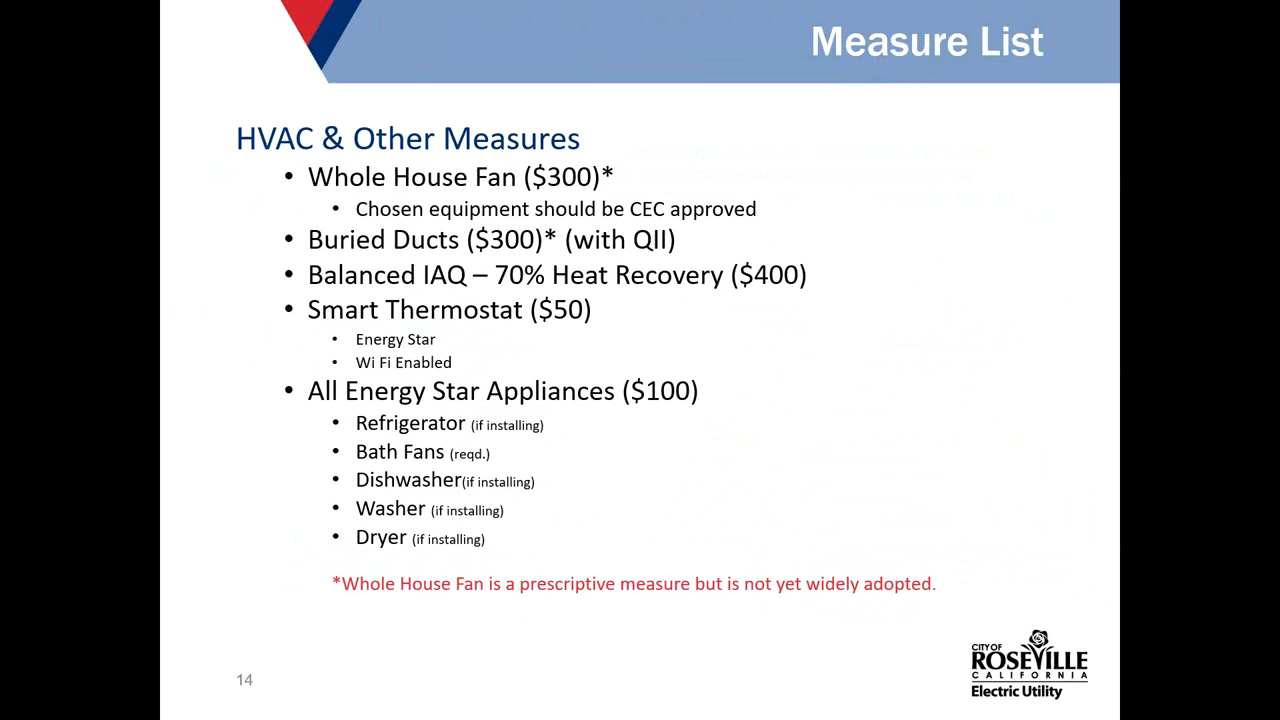 Measure List
HVAC & Other Measures
• Whole House Fan ($300)*
• Chosen equipment should be CEC approved
• Buried Ducts ($300)* (with QII)
• Balanced IAQ – 70% Heat Recovery ($400)
• Smart Thermostat ($50)
• Energy Star
• Wi Fi Enabled
• All Energy Star Appliances ($100)
• Refrigerator (if installing)
• Bath Fans (reqd.)
• Dishwasher(if installing)
• Washer (if installing)
• Dryer (if installing)
*Whole House Fan is a prescriptive measure but is not yet widely adopted.
14
CITY OF
ROSEVILLE
CALIFORNIA
Electric Utility